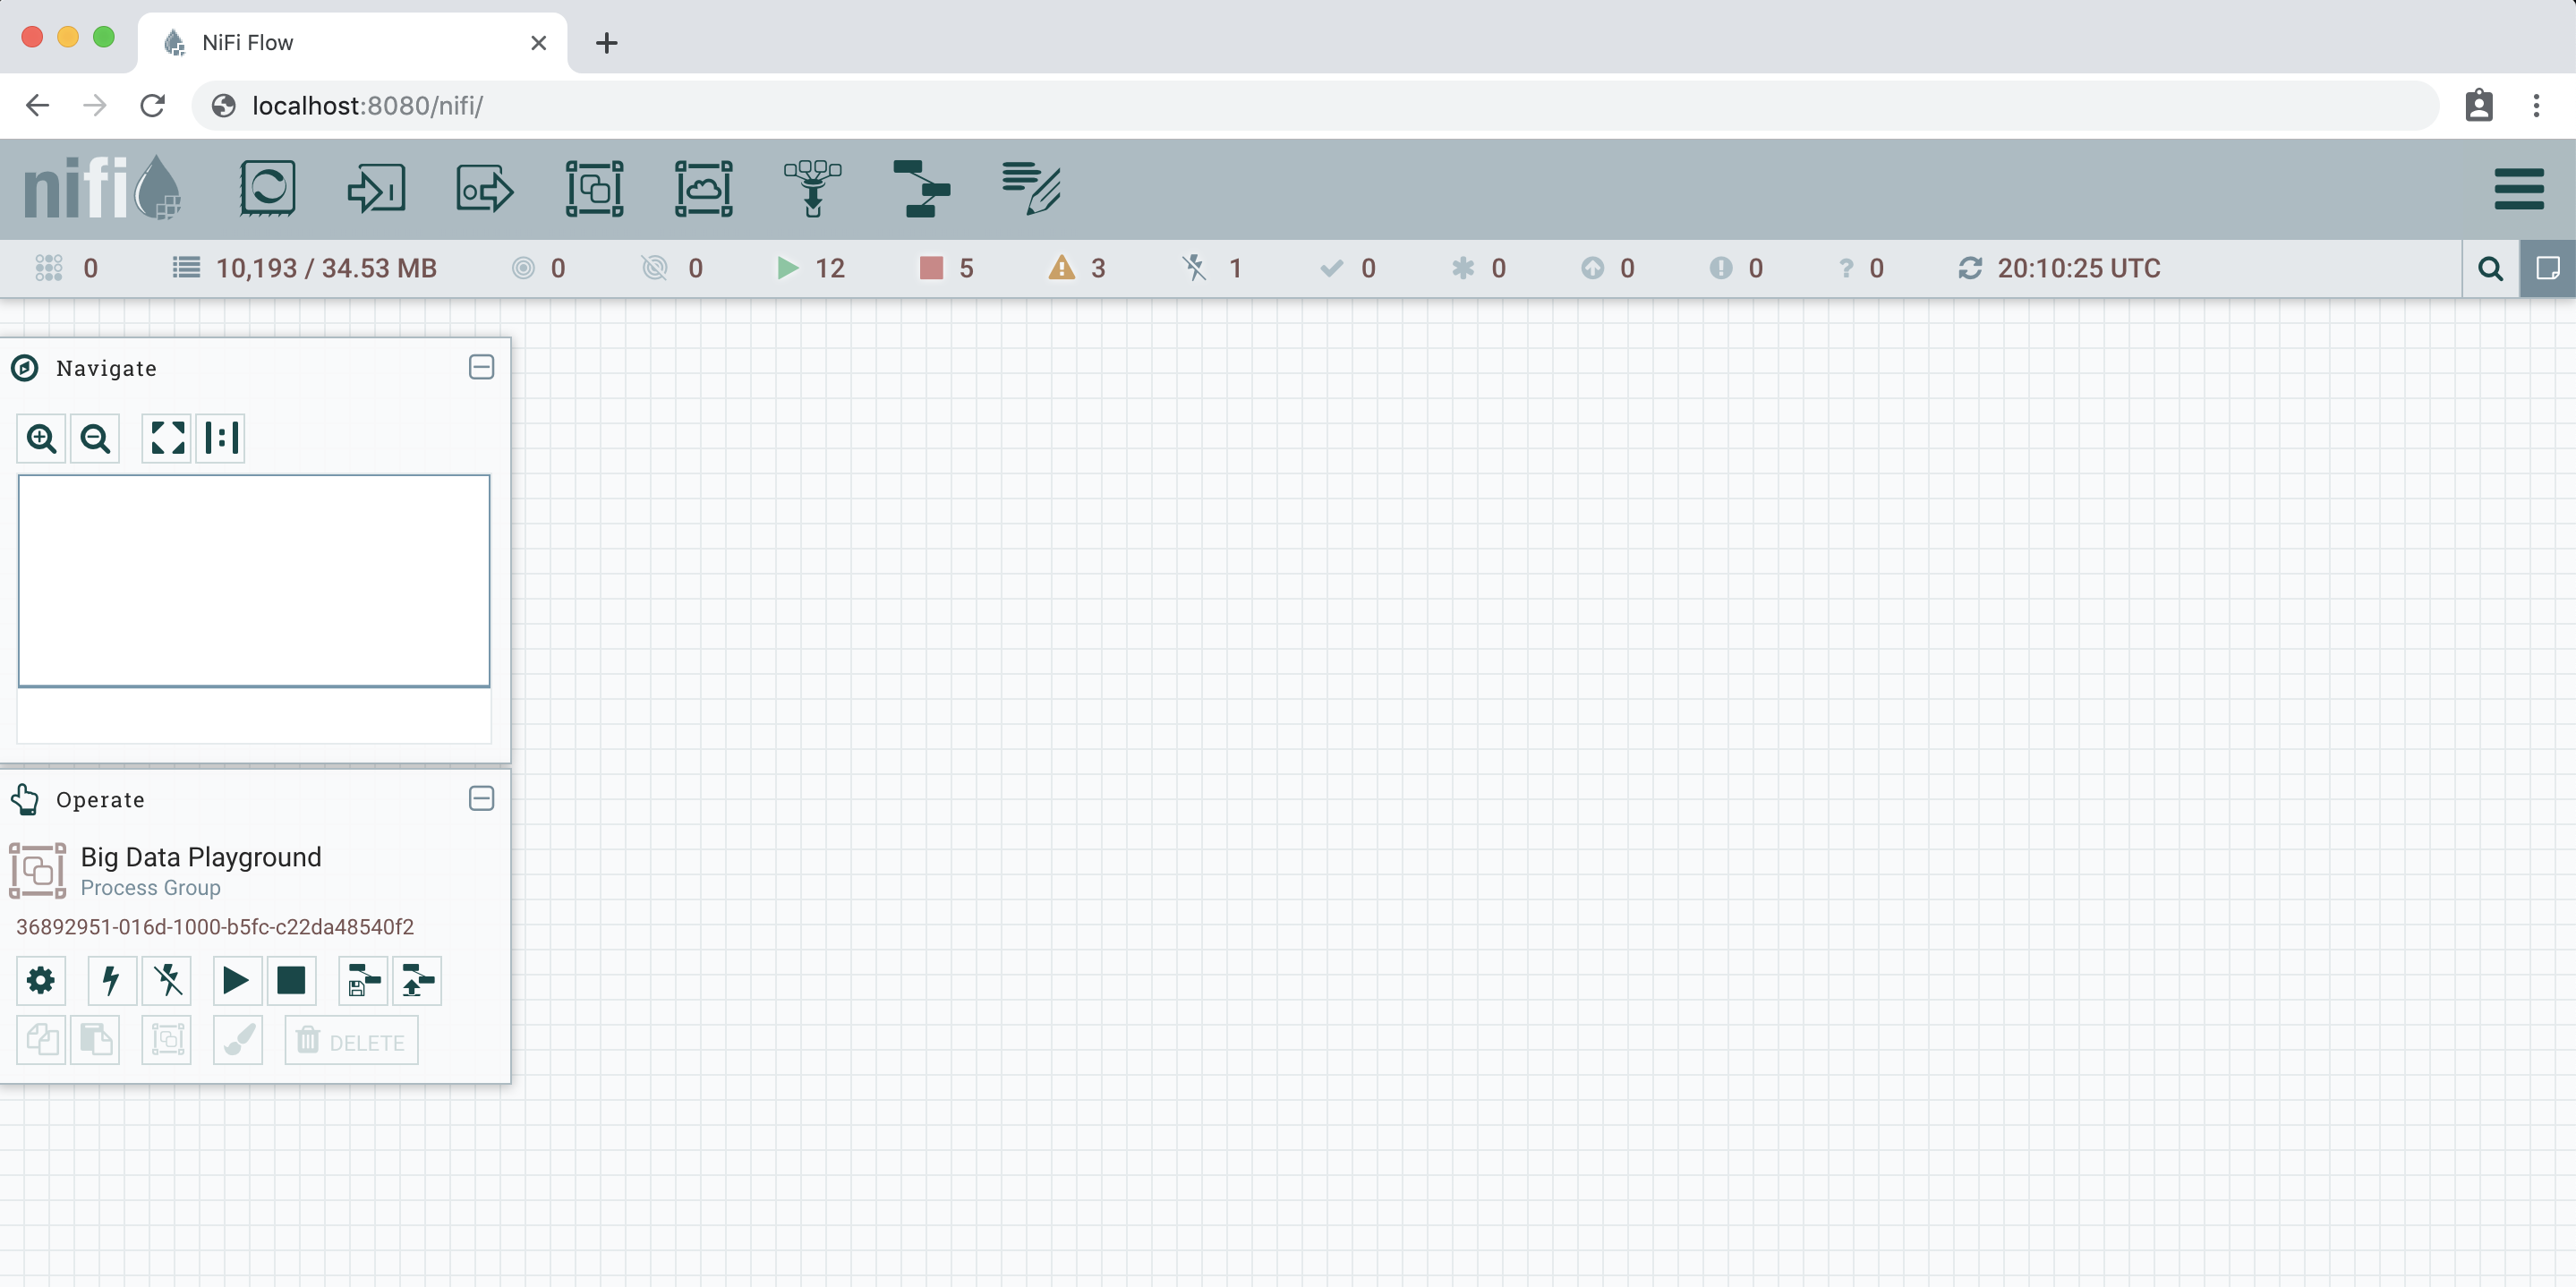 NiFi Flow
localhost:8080/nifi/
nifi
0 10,193 / 34.53 MB 0 0 12 5 3 1 0 0 0 0 ? 0 20:10:25 UTC
Navigate
Operate
Big Data Playground
Process Group
36892951-016d-1000-b5fc-c22da48540f2
DELETE